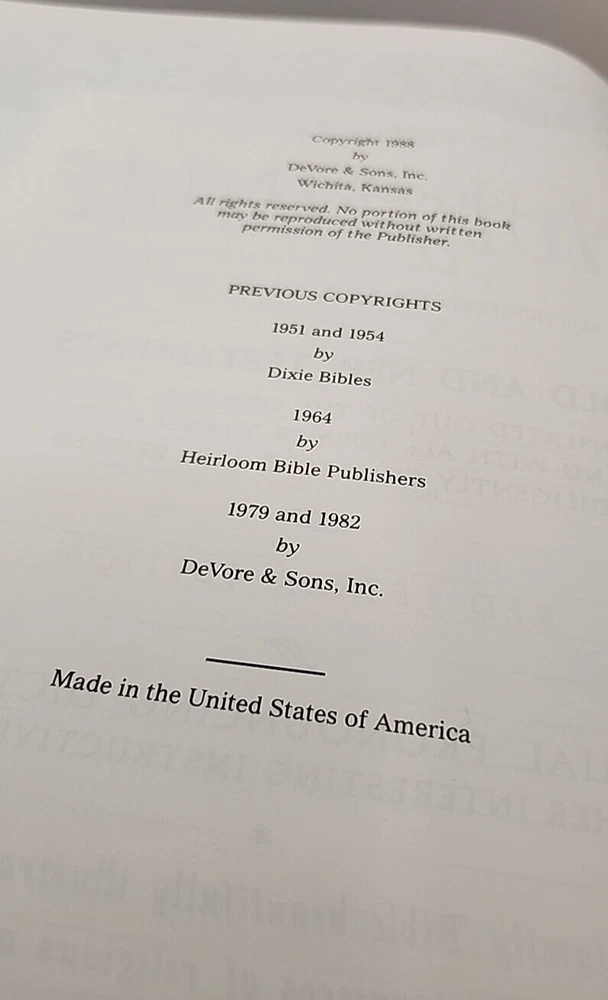 Copyright 1988
by
DeVore & Sons, Inc.
Wichita, Kansas
All rights reserved. No portion of this book
may be reproduced without written
permission of the Publisher.
PREVIOUS COPYRIGHTS
1951 and 1954
by
Dixie Bibles
1964
by
Heirloom Bible Publishers
1979 and 1982
by
DeVore & Sons, Inc.
Made in the United States of America